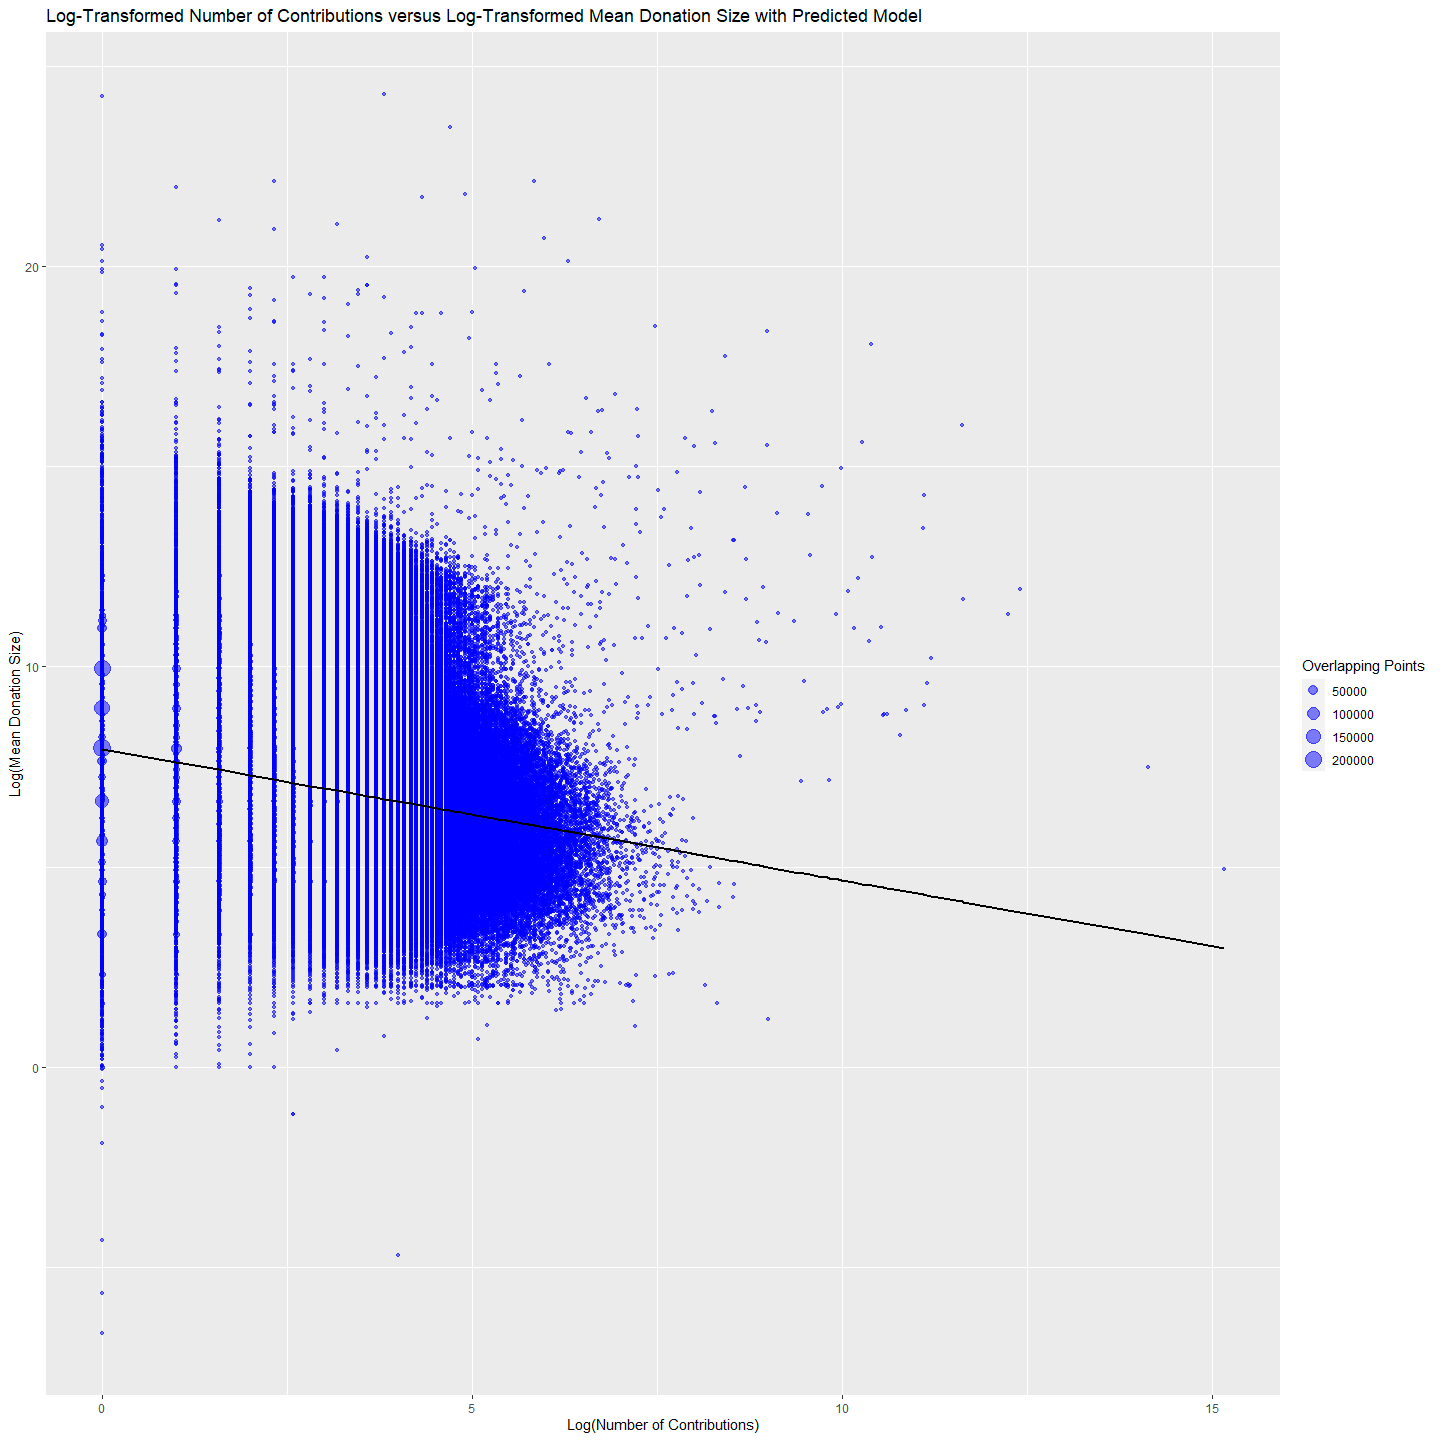 Log-Transformed Number of Contributions versus Log-Transformed Mean Donation Size with Predicted Model
20
10
0
Log(Mean Donation Size)
0
5
10
15
Log(Number of Contributions)
Overlapping Points
50000
100000
150000
200000